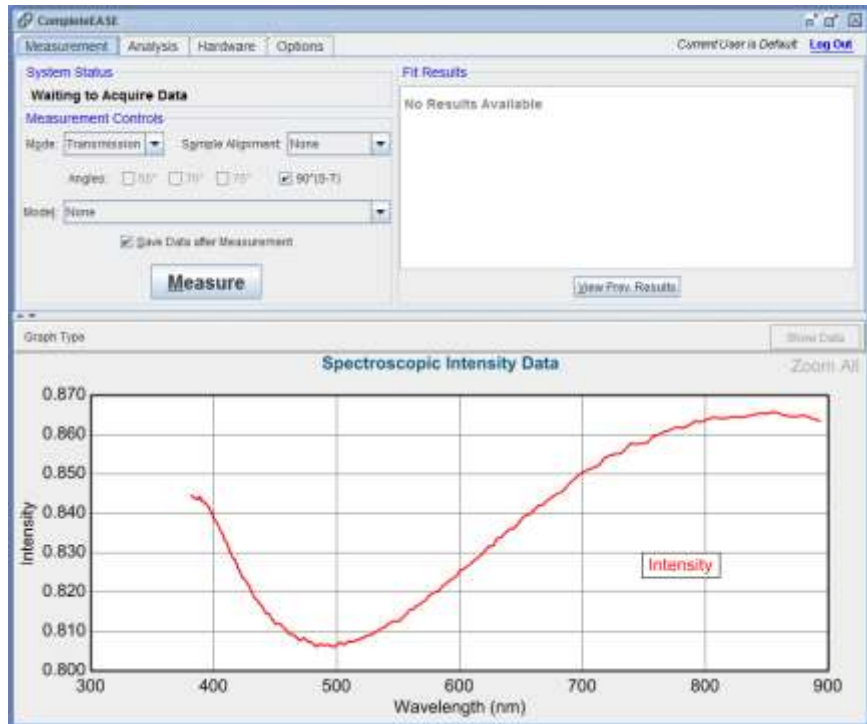 CompleteEASE
Measurement Analysis Hardware Options Current User is Default Log Out
System Status
Waiting to Acquire Data
Measurement Controls
Mode: Transmission Sample Alignment: None
Angles: 65° 70° 75° 90°(S-T)
Model: None
Save Data after Measurement
Measure
Fit Results
No Results Available
View Prev. Results
Graph Type Show Data
Spectroscopic Intensity Data Zoom All
0.870
0.860
0.850
0.840
0.830
0.820
0.810
0.800
Intensity
Intensity
300 400 500 600 700 800 900
Wavelength (nm)